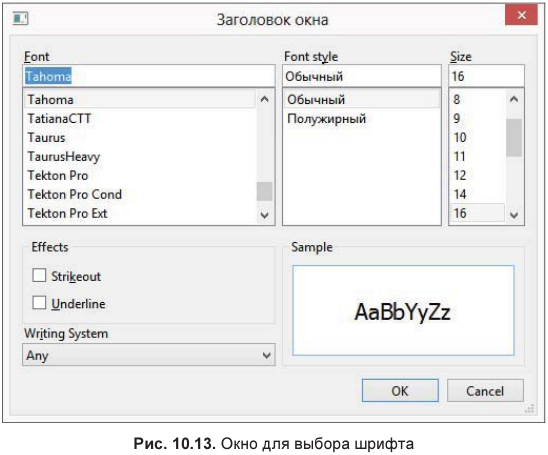 Заголовок окна
Font
Tahoma
Tahoma
TatianaCTT
Taurus
TaurusHeavy
Tekton Pro
Tekton Pro Cond
Tekton Pro Ext
Font style
Обычный
Обычный
Полужирный
Size
16
8
9
10
11
12
14
16
Effects
Strikeout
Underline
Writing System
Any
Sample
AaBbYyZz
OK
Cancel
Рис. 10.13. Окно для выбора шрифта